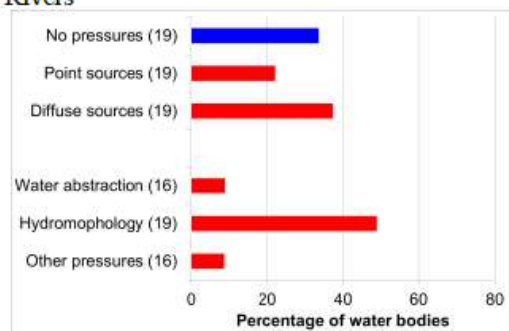 Rivers
No pressures (19)
Point sources (19)
Diffuse sources (19)
Water abstraction (16)
Hydromophology (19)
Other pressures (16)
0 20 40 60 80
Percentage of water bodies